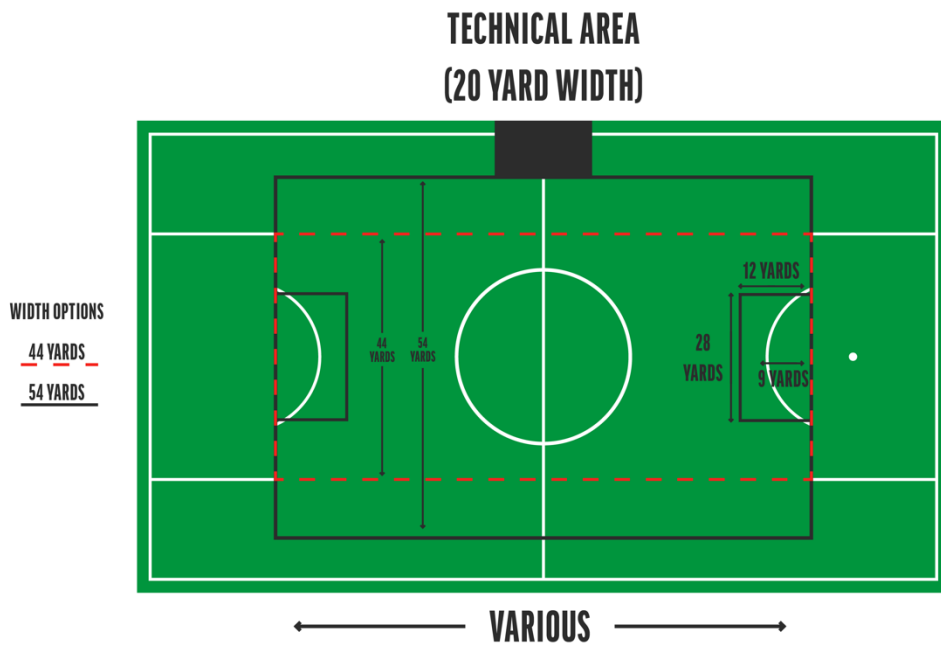 TECHNICAL AREA
(20 YARD WIDTH)
WIDTH OPTIONS
44 YARDS
54 YARDS
44
YARDS
54
YARDS
12 YARDS
28
YARDS
9 YARDS
VARIOUS